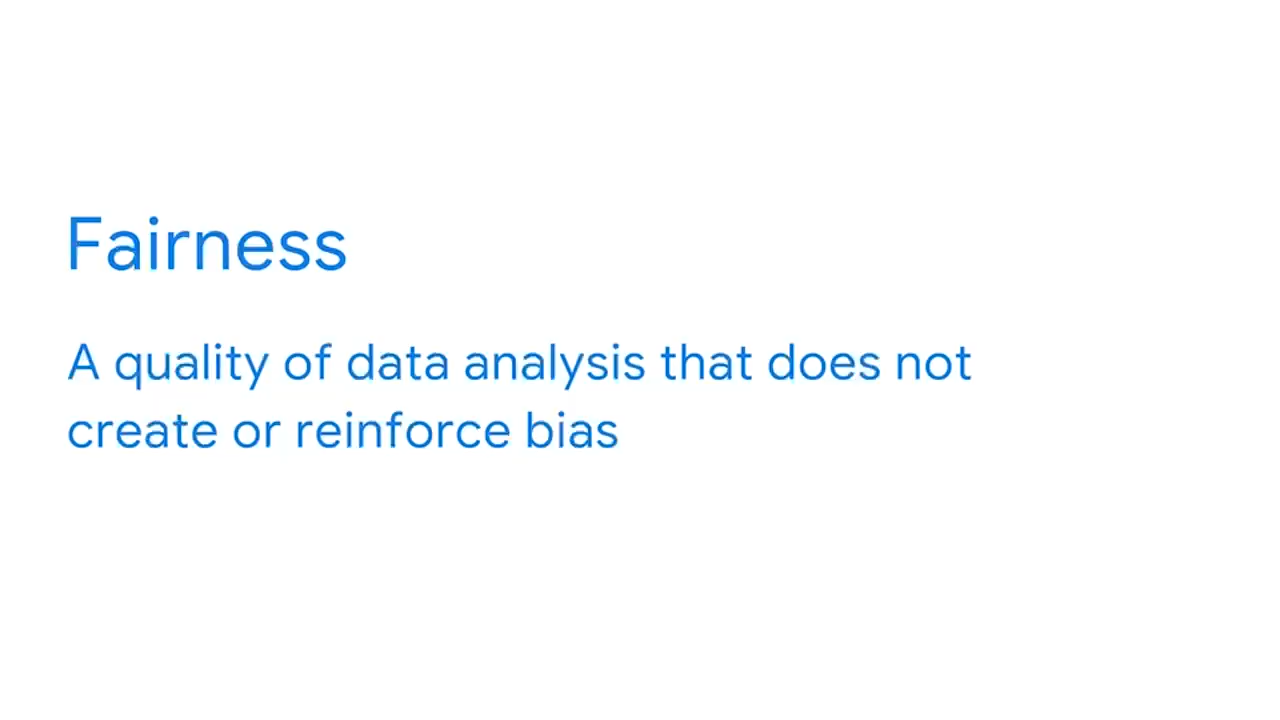 Fairness
A quality of data analysis that does not
create or reinforce bias